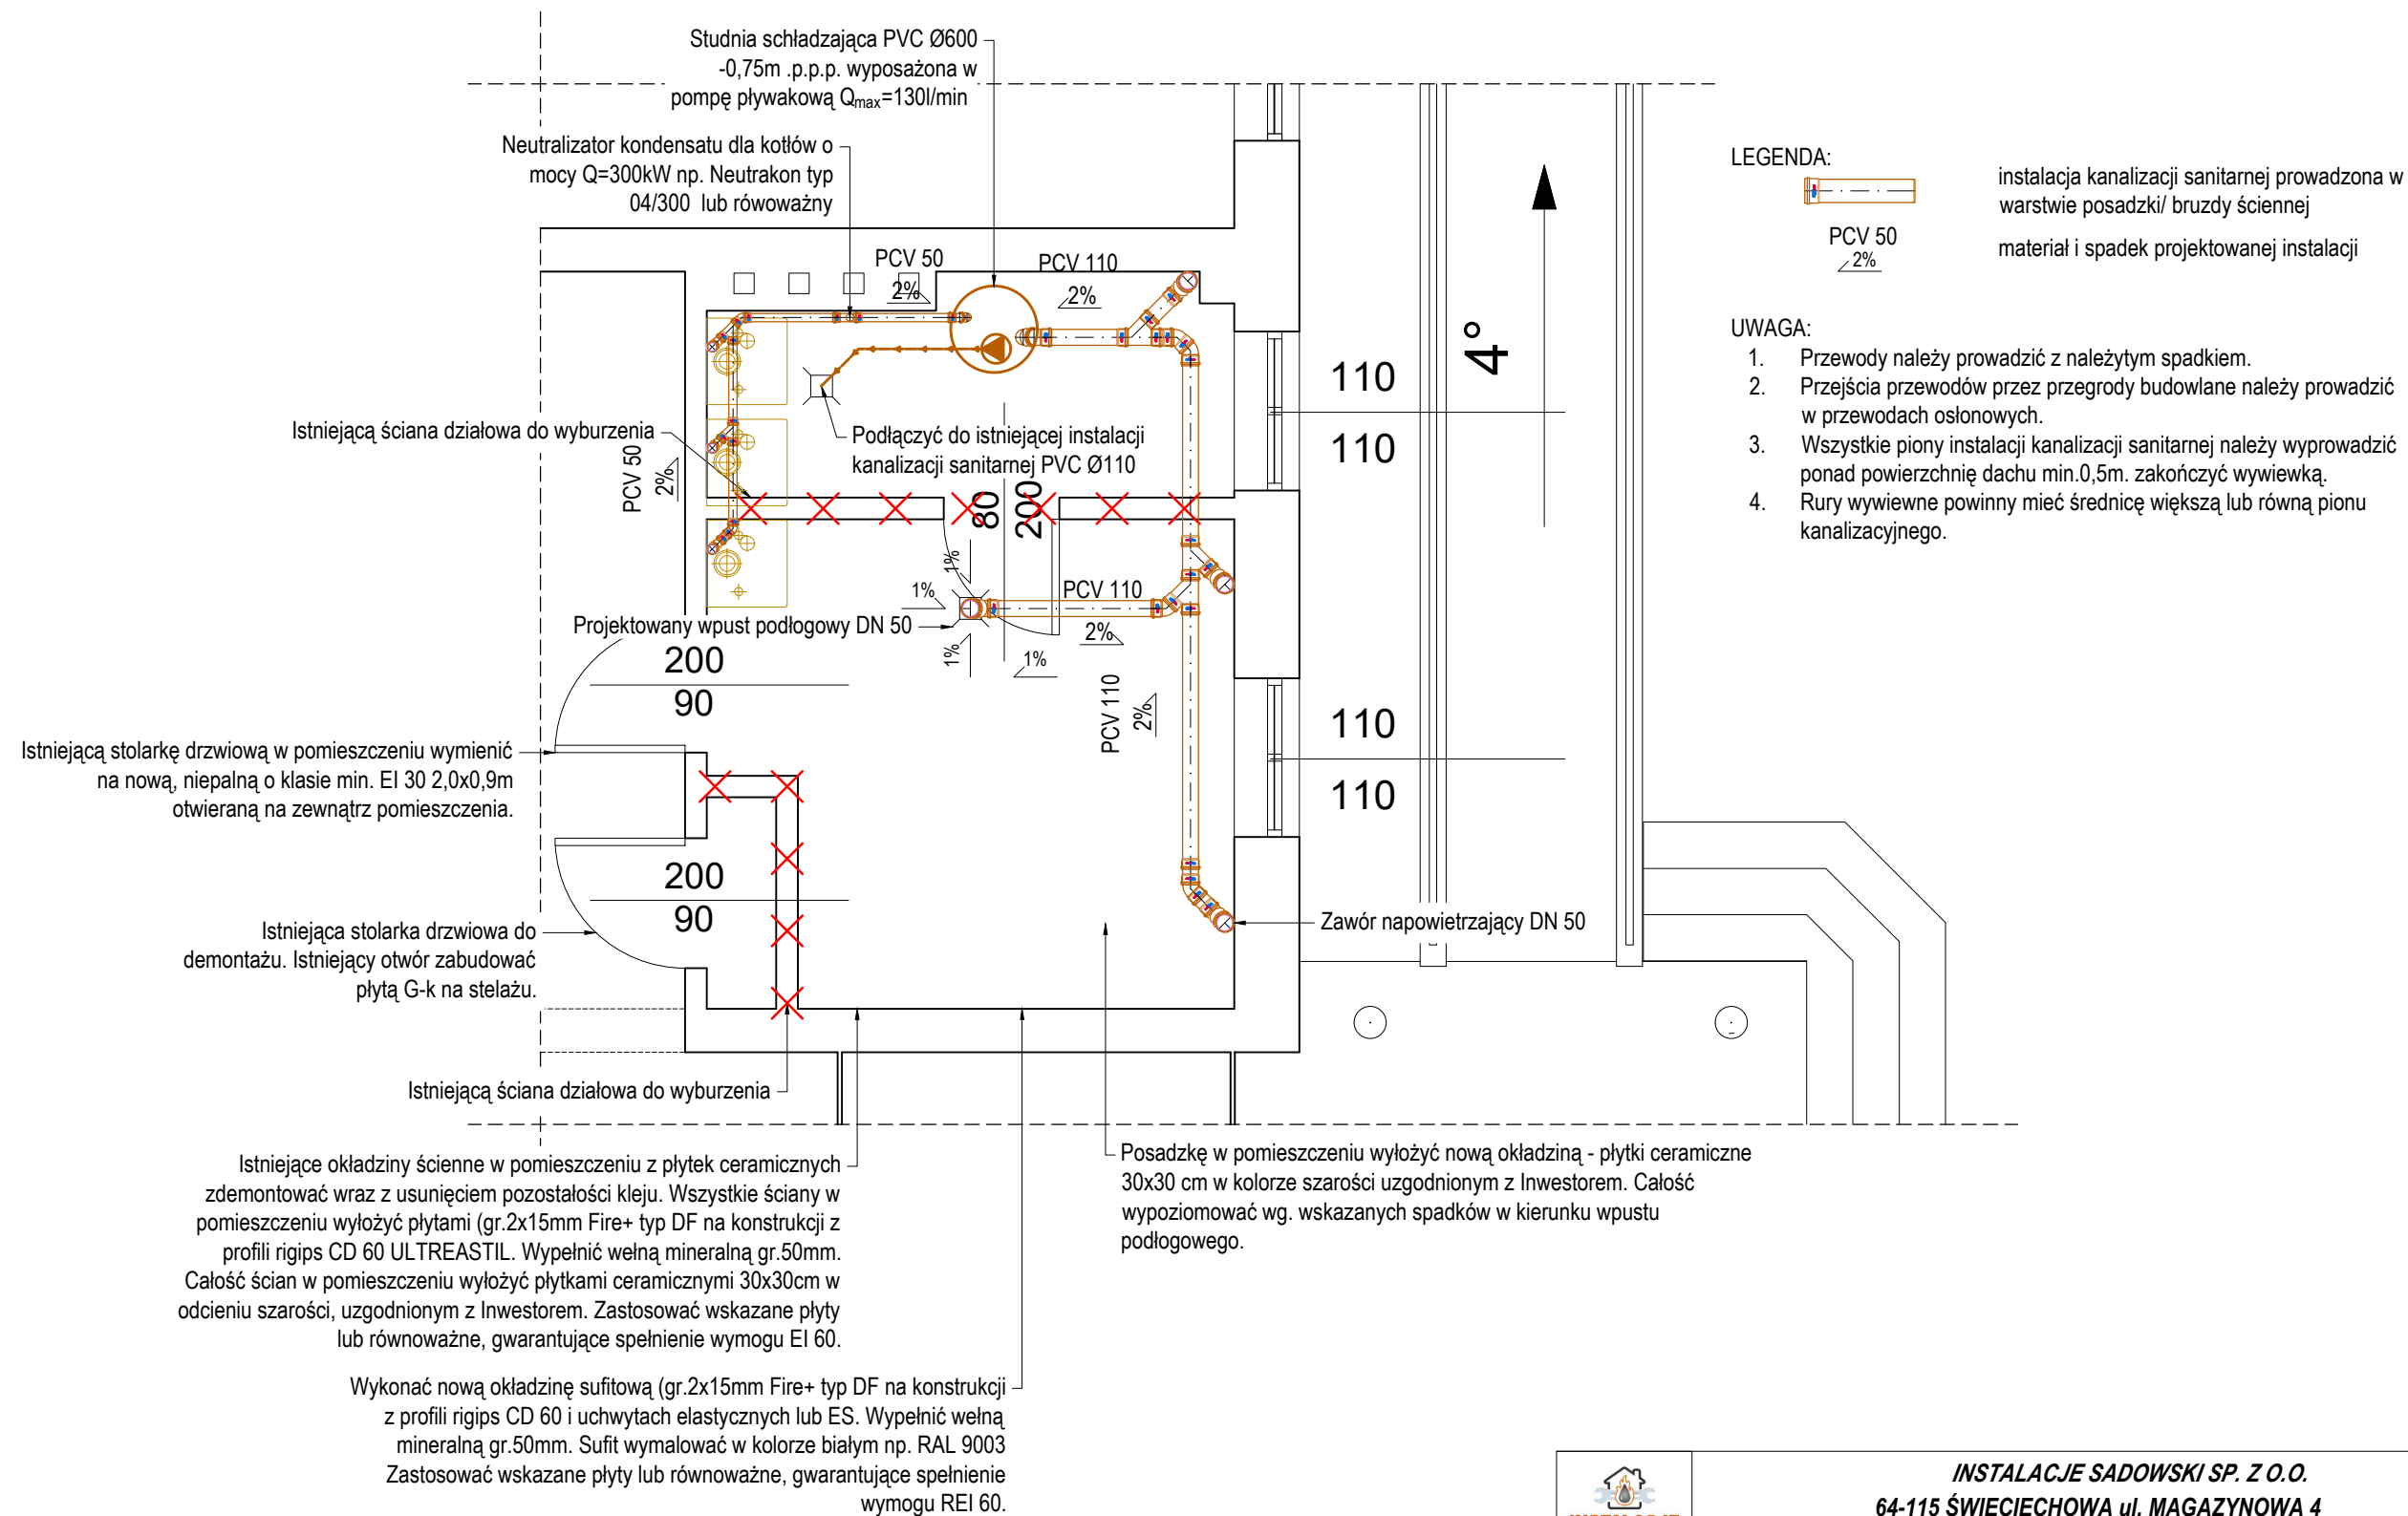 Studnia schładzająca PVC Ø600
-0,75m .p.p.p. wyposażona w
pompę pływakową Qmax=130l/min
Neutralizator kondensatu dla kotłów o
mocy Q=300kW np. Neutrakon typ
04/300 lub rówoważny
PCV 50
2%
PCV 110
2%
Istniejącą ściana działowa do wyburzenia
PCV 50
2%
Podłączyć do istniejącej instalacji
kanalizacji sanitarnej PVC Ø110
80
200
1%
1%
PCV 110
2%
Projektowany wpust podłogowy DN 50
1%
1%
200
90
PCV 110
2%
Istniejącą stolarkę drzwiową w pomieszczeniu wymienić
na nową, niepalną o klasie min. EI 30 2,0x0,9m
otwieraną na zewnątrz pomieszczenia.
200
90
Istniejąca stolarka drzwiowa do
demontażu. Istniejący otwór zabudować
płytą G-k na stelażu.
Zawór napowietrzający DN 50
110
110
4°
110
110
Istniejącą ściana działowa do wyburzenia
Istniejące okładziny ścienne w pomieszczeniu z płytek ceramicznych
zdemontować wraz z usunięciem pozostałości kleju. Wszystkie ściany w
pomieszczeniu wyłożyć płytami (gr.2x15mm Fire+ typ DF na konstrukcji z
profili rigips CD 60 ULTREASTIL. Wypełnić wełną mineralną gr.50mm.
Całość ścian w pomieszczeniu wyłożyć płytkami ceramicznymi 30x30cm w
odcieniu szarości, uzgodnionym z Inwestorem. Zastosować wskazane płyty
lub równoważne, gwarantujące spełnienie wymogu EI 60.
Wykonać nową okładzinę sufitową (gr.2x15mm Fire+ typ DF na konstrukcji
z profili rigips CD 60 i uchwytach elastycznych lub ES. Wypełnić wełną
mineralną gr.50mm. Sufit wymalować w kolorze białym np. RAL 9003
Zastosować wskazane płyty lub równoważne, gwarantujące spełnienie
wymogu REI 60.
Posadzkę w pomieszczeniu wyłożyć nową okładziną - płytki ceramiczne
30x30 cm w kolorze szarości uzgodnionym z Inwestorem. Całość
wypoziomować wg. wskazanych spadków w kierunku wpustu
podłogowego.
LEGENDA:
instalacja kanalizacji sanitarnej prowadzona w
warstwie posadzki/ bruzdy ściennej
PCV 50
2%
materiał i spadek projektowanej instalacji
UWAGA:
1. Przewody należy prowadzić z należytym spadkiem.
2. Przejścia przewodów przez przegrody budowlane należy prowadzić
w przewodach osłonowych.
3. Wszystkie piony instalacji kanalizacji sanitarnej należy wyprowadzić
ponad powierzchnię dachu min.0,5m. zakończyć wywiewką.
4. Rury wywiewne powinny mieć średnicę większą lub równą pionu
kanalizacyjnego.
INSTALACJE SADOWSKI SP. Z O.O.
64-115 ŚWIĘCIECHOWA ul. MAGAZYNOWA 4